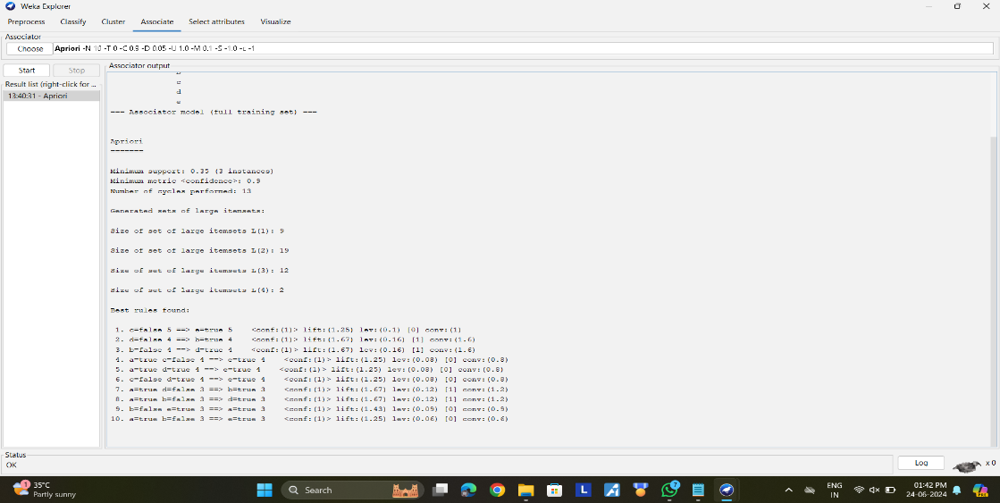 Weka Explorer
Preprocess Classify Cluster Associate Select attributes Visualize
Associator
Choose Apriori -N 10 -T 0 -C 0.9 -D 0.05 -U 1.0 -M 0.1 -S -1.0 -c -1
Start Stop
Result list (right-click for ...
13:40:31 - Apriori
Associator output
c
d
e
=== Associator model (full training set) ===
Apriori
=======
Minimum support: 0.35 (3 instances)
Minimum metric <confidence>: 0.9
Number of cycles performed: 13
Generated sets of large itemsets:
Size of set of large itemsets L(1): 9
Size of set of large itemsets L(2): 19
Size of set of large itemsets L(3): 12
Size of set of large itemsets L(4): 2
Best rules found:
1. c=false 5 ==> e=true 5 <conf:(1)> lift:(1.25) lev:(0.1) [0] conv:(1)
2. d=false 4 ==> b=true 4 <conf:(1)> lift:(1.67) lev:(0.16) [1] conv:(1.6)
3. b=false 4 ==> d=true 4 <conf:(1)> lift:(1.67) lev:(0.16) [1] conv:(1.6)
4. a=true c=false 4 ==> e=true 4 <conf:(1)> lift:(1.25) lev:(0.08) [0] conv:(0.8)
5. a=true d=true 4 ==> e=true 4 <conf:(1)> lift:(1.25) lev:(0.08) [0] conv:(0.8)
6. c=false d=true 4 ==> e=true 4 <conf:(1)> lift:(1.25) lev:(0.08) [0] conv:(0.8)
7. a=true d=false 3 ==> b=true 3 <conf:(1)> lift:(1.67) lev:(0.12) [1] conv:(1.2)
8. a=true b=false 3 ==> d=true 3 <conf:(1)> lift:(1.67) lev:(0.12) [1] conv:(1.2)
9. b=false e=true 3 ==> a=true 3 <conf:(1)> lift:(1.43) lev:(0.09) [0] conv:(0.9)
10. a=true b=false 3 ==> e=true 3 <conf:(1)> lift:(1.25) lev:(0.06) [0] conv:(0.6)
Status
OK
Log x 0
1
35°C
Partly sunny
Search
L
7
ENG
IN
01:42 PM
24-06-2024
PRE